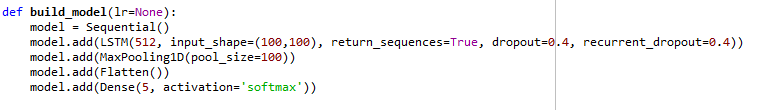 def build_model(lr=None):
    model = Sequential()
    model.add(LSTM(512, input_shape=(100,100), return_sequences=True, dropout=0.4, recurrent_dropout=0.4))
    model.add(MaxPooling1D(pool_size=100))
    model.add(Flatten())
    model.add(Dense(5, activation='softmax'))